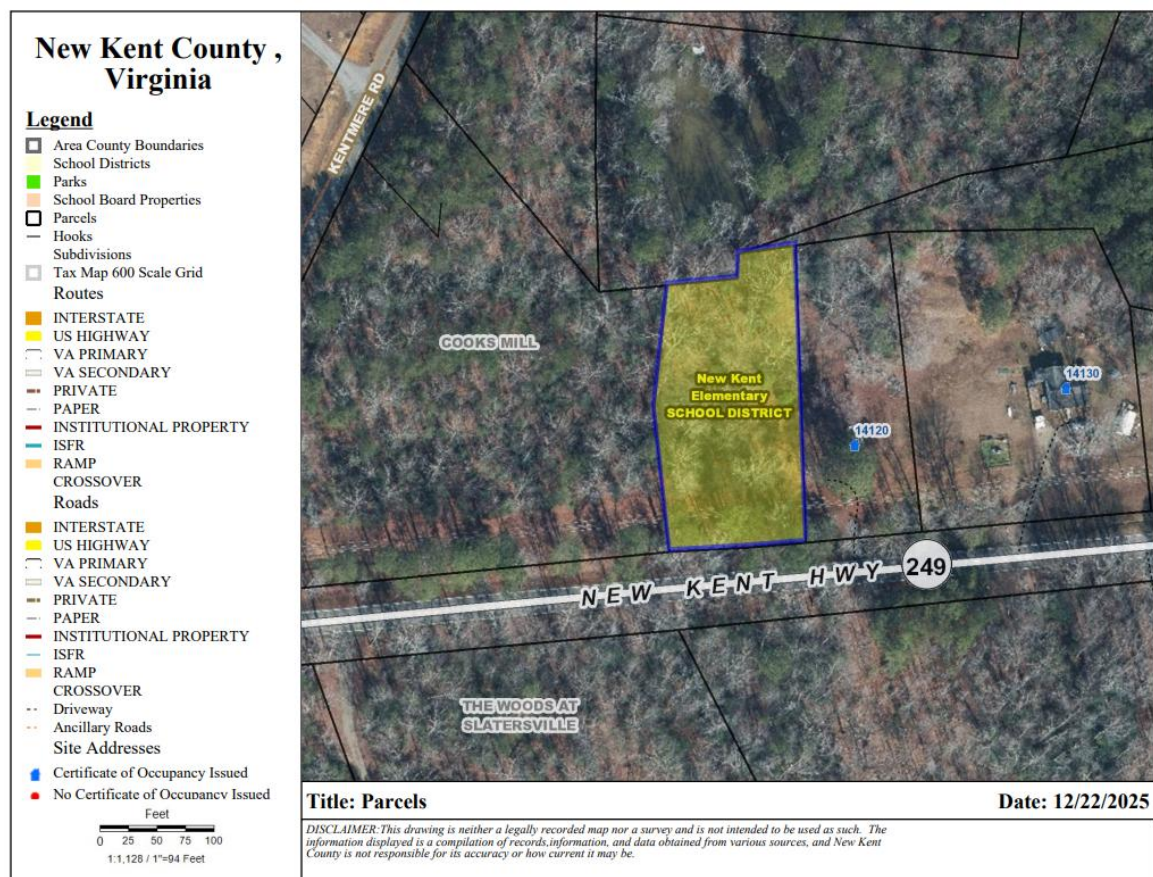 New Kent County ,
Virginia
Legend
Area County Boundaries
School Districts
Parks
School Board Properties
Parcels
Hooks
Subdivisions
Tax Map 600 Scale Grid
Routes
INTERSTATE
US HIGHWAY
VA PRIMARY
VA SECONDARY
PRIVATE
PAPER
INSTITUTIONAL PROPERTY
ISFR
RAMP
CROSSOVER
Roads
INTERSTATE
US HIGHWAY
VA PRIMARY
VA SECONDARY
PRIVATE
PAPER
INSTITUTIONAL PROPERTY
ISFR
RAMP
CROSSOVER
Driveway
Ancillary Roads
Site Addresses
Certificate of Occupancy Issued
No Certificate of Occupancy Issued
Feet
0 25 50 75 100
1:1,128 / 1"=94 Feet
KENTMERE RD
COOKS MILL
New Kent
Elementary
SCHOOL DISTRICT
14130
14120
NEW KENT HWY 249
THE WOODS AT
SLATERSVILLE
Title: Parcels
Date: 12/22/2025
DISCLAIMER:This drawing is neither a legally recorded map nor a survey and is not intended to be used as such. The
information displayed is a compilation of records,information, and data obtained from various sources, and New Kent
County is not responsible for its accuracy or how current it may be.